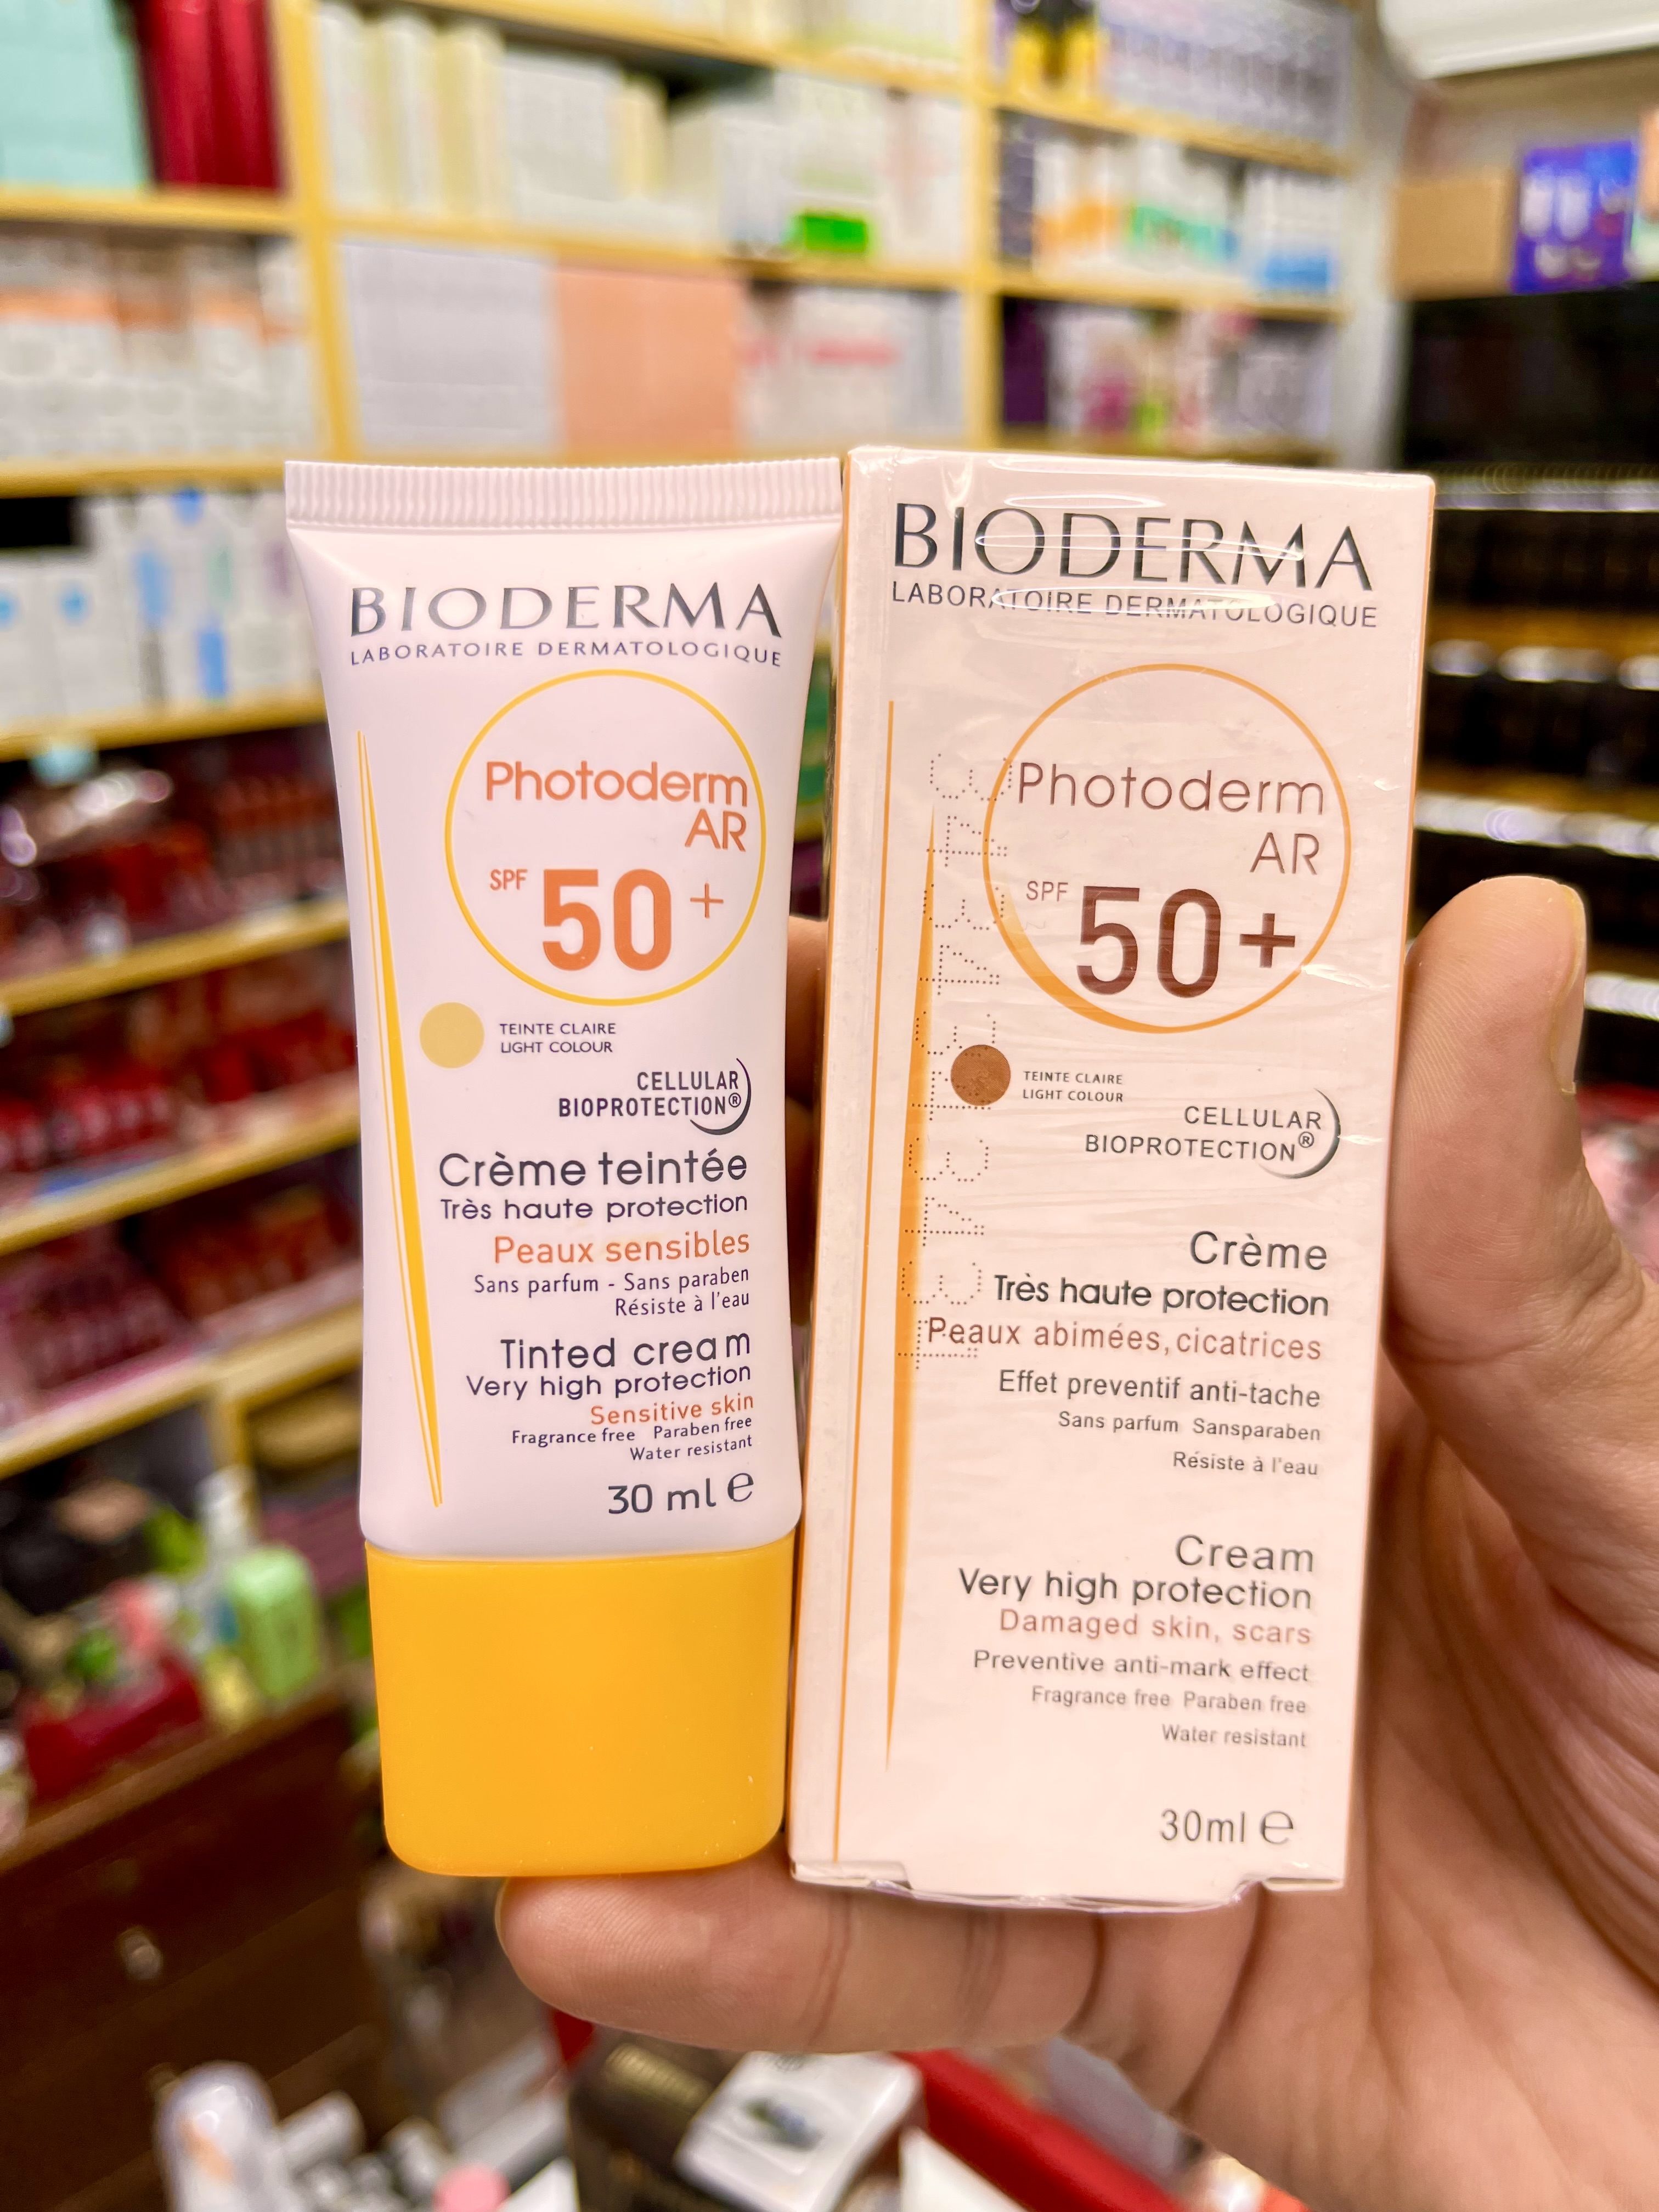 BIODERMA
LABORATOIRE DERMATOLOGIQUE
Photoderm
AR
SPF 50+
TEINTE CLAIRE
LIGHT COLOUR
CELLULAR
BIOPROTECTION®
Crème teintée
Très haute protection
Peaux sensibles
Sans parfum - Sans paraben
Résiste à l'eau
Tinted cream
Very high protection
Sensitive skin
Fragrance free Paraben free
Water resistant
30 ml e
BIODERMA
LABORATOIRE DERMATOLOGIQUE
Photoderm
AR
SPF 50+
TEINTE CLAIRE
LIGHT COLOUR
CELLULAR
BIOPROTECTION®
Crème
Très haute protection
Peaux abimées, cicatrices
Effet preventif anti-tache
Sans parfum Sansparaben
Résiste à l'eau
Cream
Very high protection
Damaged skin, scars
Preventive anti-mark effect
Fragrance free Paraben free
Water resistant
30ml e